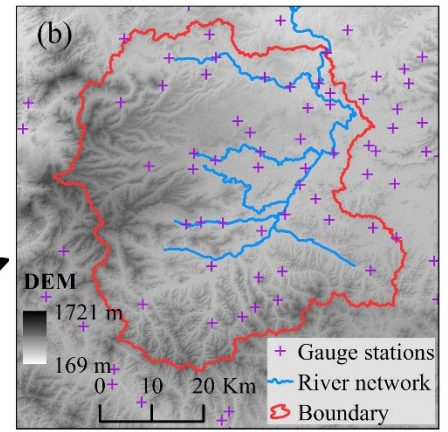 (b)
DEM
1721 m
169 m
0 10 20 Km
Gauge stations
River network
Boundary